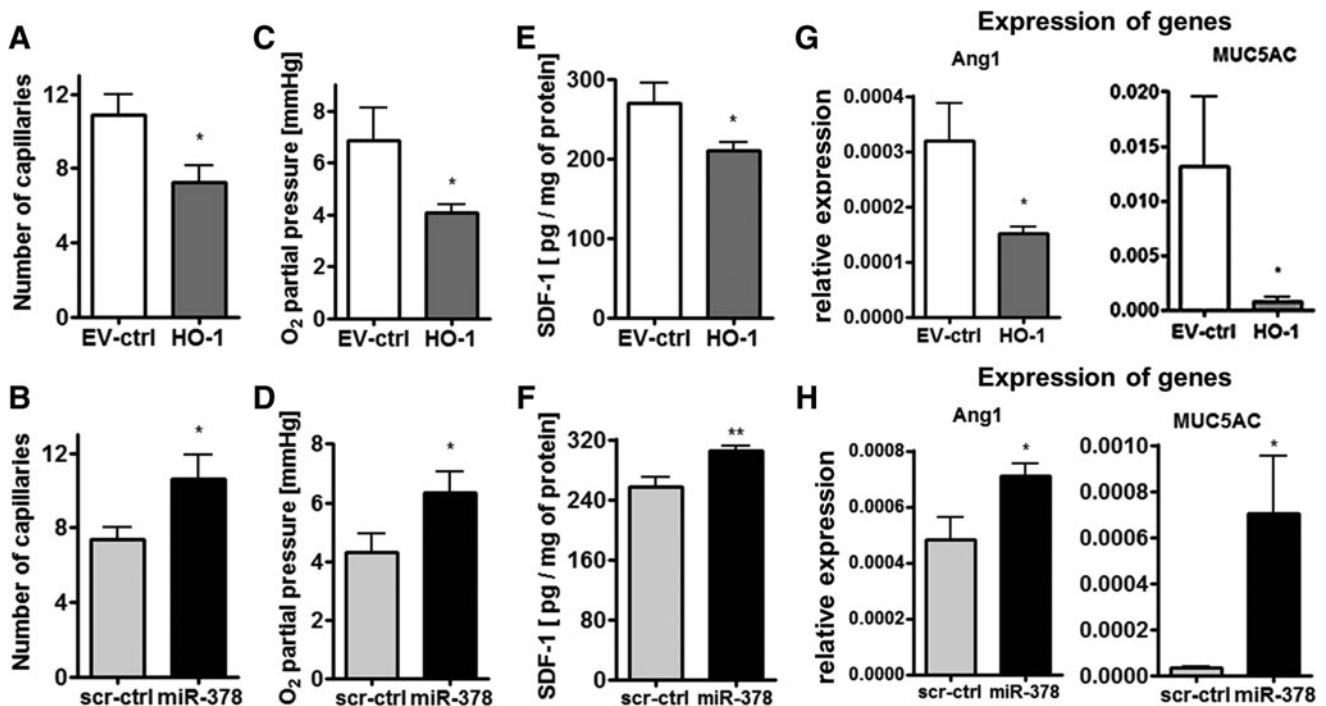 A
Number of capillaries
12
8
4
0
EV-ctrl HO-1
*
C
O2 partial pressure [mmHg]
8
6
4
2
0
EV-ctrl HO-1
*
E
SDF-1 [ pg / mg of protein]
300
200
100
0
EV-ctrl HO-1
*
G
Expression of genes
Ang1
relative expression
0.0004
0.0003
0.0002
0.0001
0.0000
EV-ctrl HO-1
*
MUC5AC
0.020
0.015
0.010
0.005
0.000
EV-ctrl HO-1
*
B
Number of capillaries
12
8
4
0
scr-ctrl miR-378
*
D
O2 partial pressure [mmHg]
8
6
4
2
0
scr-ctrl miR-378
*
F
SDF-1 [ pg / mg of protein]
320
240
160
80
0
scr-ctrl miR-378
**
H
Expression of genes
Ang1
relative expression
0.0008
0.0006
0.0004
0.0002
0.0000
scr-ctrl miR-378
*
MUC5AC
0.0010
0.0008
0.0006
0.0004
0.0002
0.0000
scr-ctrl miR-378
*